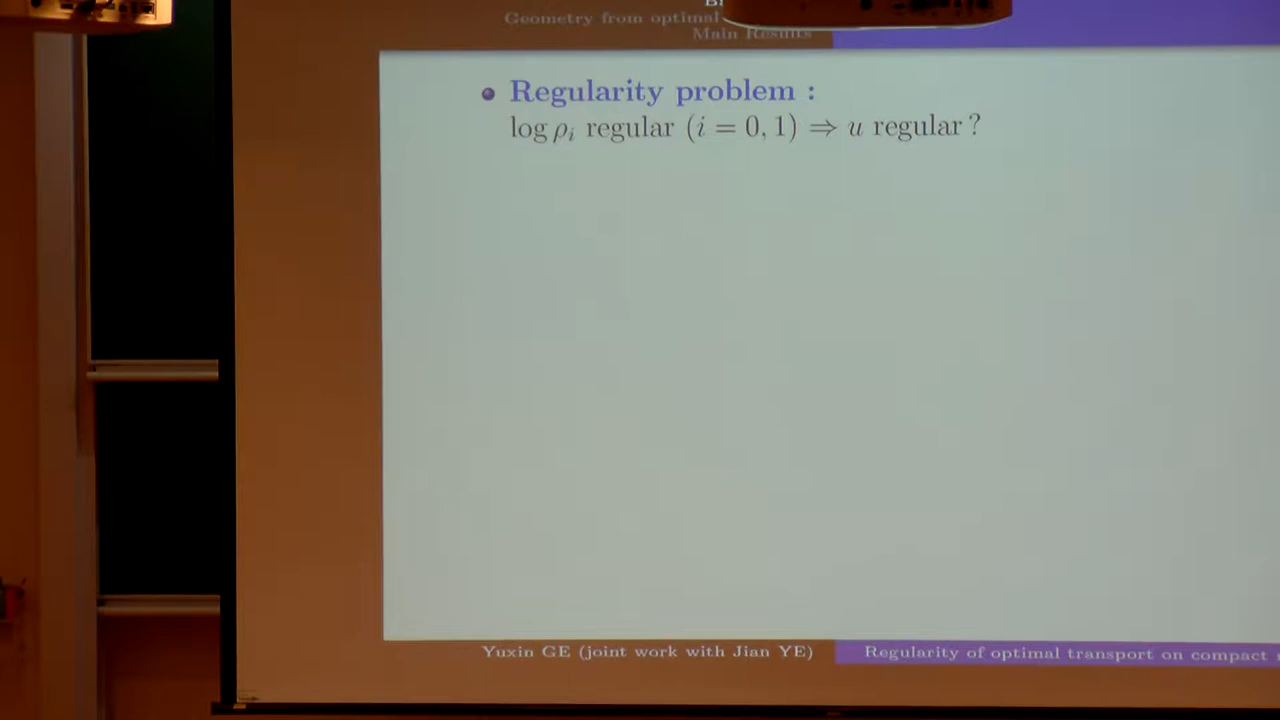 Geometry from optimal
Main Results
Regularity problem :
log ρᵢ regular (i = 0, 1) ⇒ u regular ?
Yuxin GE (joint work with Jian YE)
Regularity of optimal transport on compact